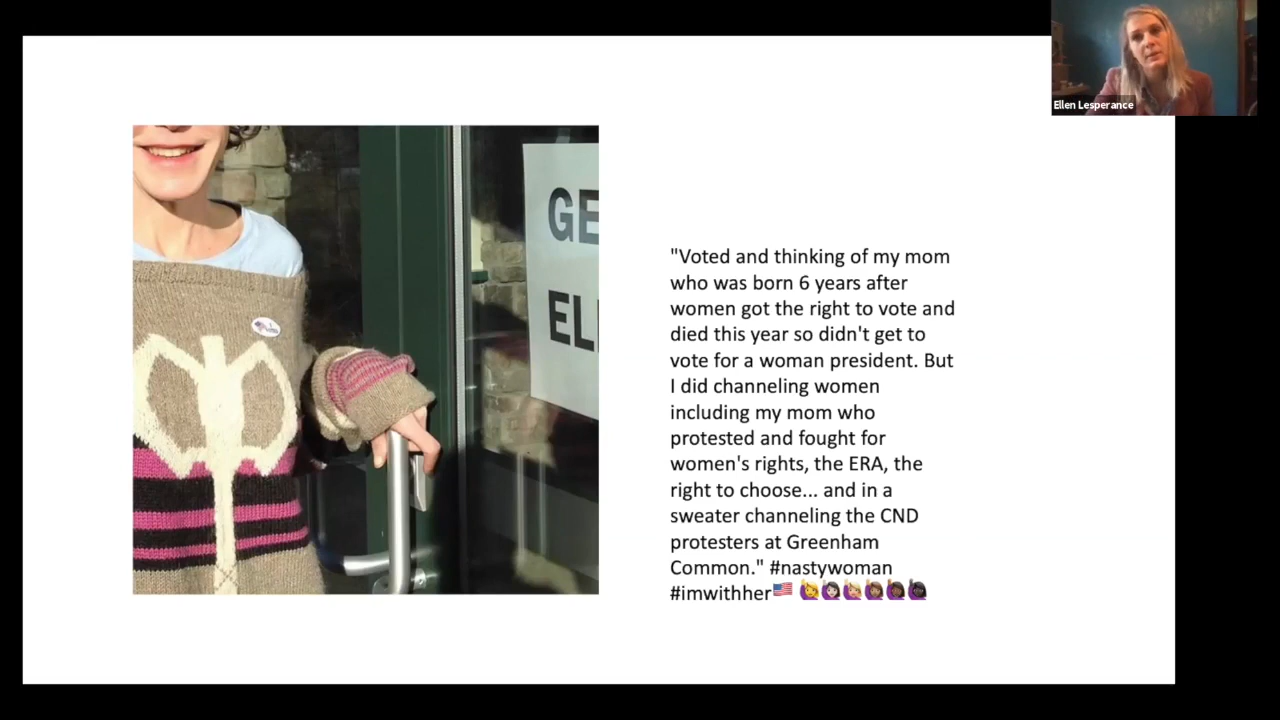 Ellen Lesperance
GE
EL
"Voted and thinking of my mom
who was born 6 years after
women got the right to vote and
died this year so didn't get to
vote for a woman president. But
I did channeling women
including my mom who
protested and fought for
women's rights, the ERA, the
right to choose... and in a
sweater channeling the CND
protesters at Greenham
Common." #nastywoman
#imwithher🇺🇸 🙋🙋🏻🙋🏼🙋🏽🙋🏾🙋🏿